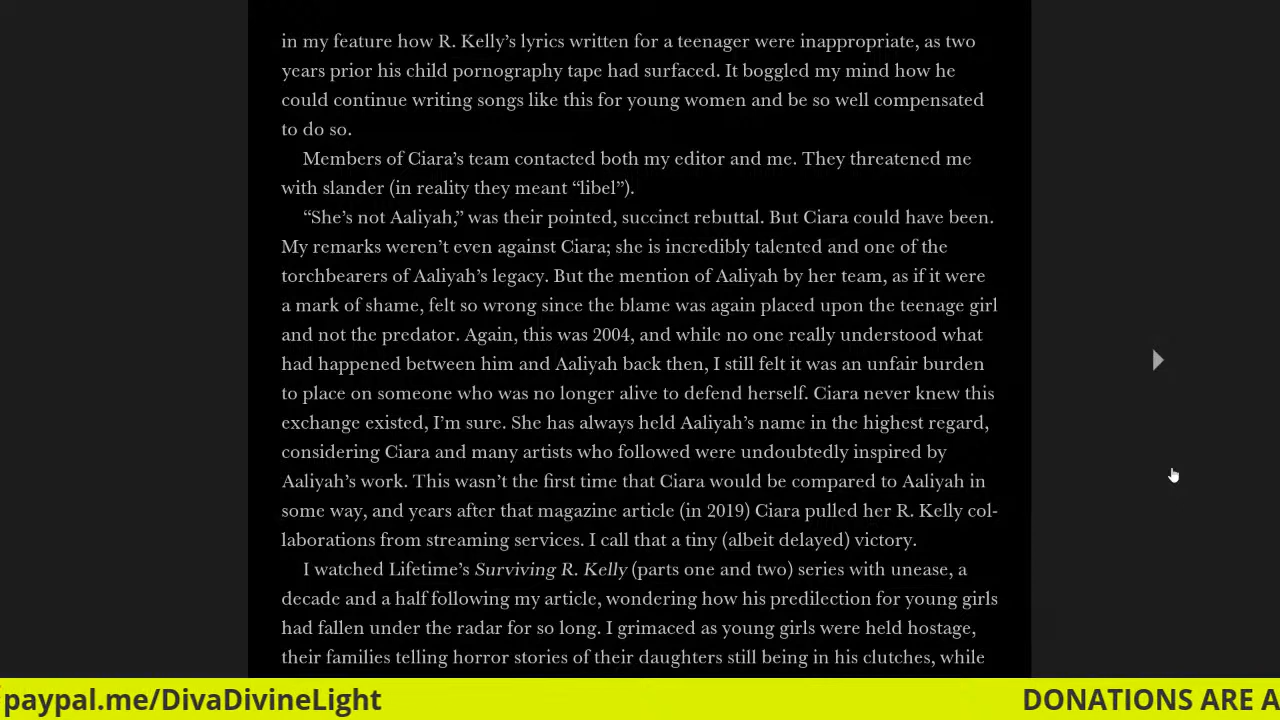 in my feature how R. Kelly’s lyrics written for a teenager were inappropriate, as two
years prior his child pornography tape had surfaced. It boggled my mind how he
could continue writing songs like this for young women and be so well compensated
to do so.
Members of Ciara’s team contacted both my editor and me. They threatened me
with slander (in reality they meant “libel”).
“She’s not Aaliyah,” was their pointed, succinct rebuttal. But Ciara could have been.
My remarks weren’t even against Ciara; she is incredibly talented and one of the
torchbearers of Aaliyah’s legacy. But the mention of Aaliyah by her team, as if it were
a mark of shame, felt so wrong since the blame was again placed upon the teenage girl
and not the predator. Again, this was 2004, and while no one really understood what
had happened between him and Aaliyah back then, I still felt it was an unfair burden
to place on someone who was no longer alive to defend herself. Ciara never knew this
exchange existed, I’m sure. She has always held Aaliyah’s name in the highest regard,
considering Ciara and many artists who followed were undoubtedly inspired by
Aaliyah’s work. This wasn’t the first time that Ciara would be compared to Aaliyah in
some way, and years after that magazine article (in 2019) Ciara pulled her R. Kelly col-
laborations from streaming services. I call that a tiny (albeit delayed) victory.
I watched Lifetime’s Surviving R. Kelly (parts one and two) series with unease, a
decade and a half following my article, wondering how his predilection for young girls
had fallen under the radar for so long. I grimaced as young girls were held hostage,
their families telling horror stories of their daughters still being in his clutches, while
paypal.me/DivaDivineLight DONATIONS ARE A